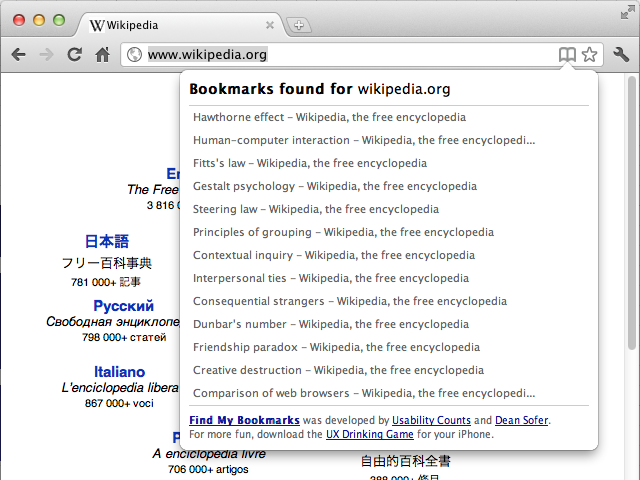 Wikipedia
www.wikipedia.org
Bookmarks found for wikipedia.org
Hawthorne effect – Wikipedia, the free encyclopedia
Human–computer interaction – Wikipedia, the free encyclopedi...
Fitts's law – Wikipedia, the free encyclopedia
Gestalt psychology – Wikipedia, the free encyclopedia
Steering law – Wikipedia, the free encyclopedia
Principles of grouping – Wikipedia, the free encyclopedia
Contextual inquiry – Wikipedia, the free encyclopedia
Interpersonal ties – Wikipedia, the free encyclopedia
Consequential strangers – Wikipedia, the free encyclopedia
Dunbar's number – Wikipedia, the free encyclopedia
Friendship paradox – Wikipedia, the free encyclopedia
Creative destruction – Wikipedia, the free encyclopedia
Comparison of web browsers – Wikipedia, the free encyclopedi...
Find My Bookmarks was developed by Usability Counts and Dean Sofer.
For more fun, download the UX Drinking Game for your iPhone.
En
The Free
3 816 0
日本語
フリー百科事典
781 000+ 記事
Русский
Свободная энциклопе
798 000+ статей
Italiano
L'enciclopedia libera
867 000+ voci
P
A enciclopédia livre
706 000+ artigos
自由的百科全書